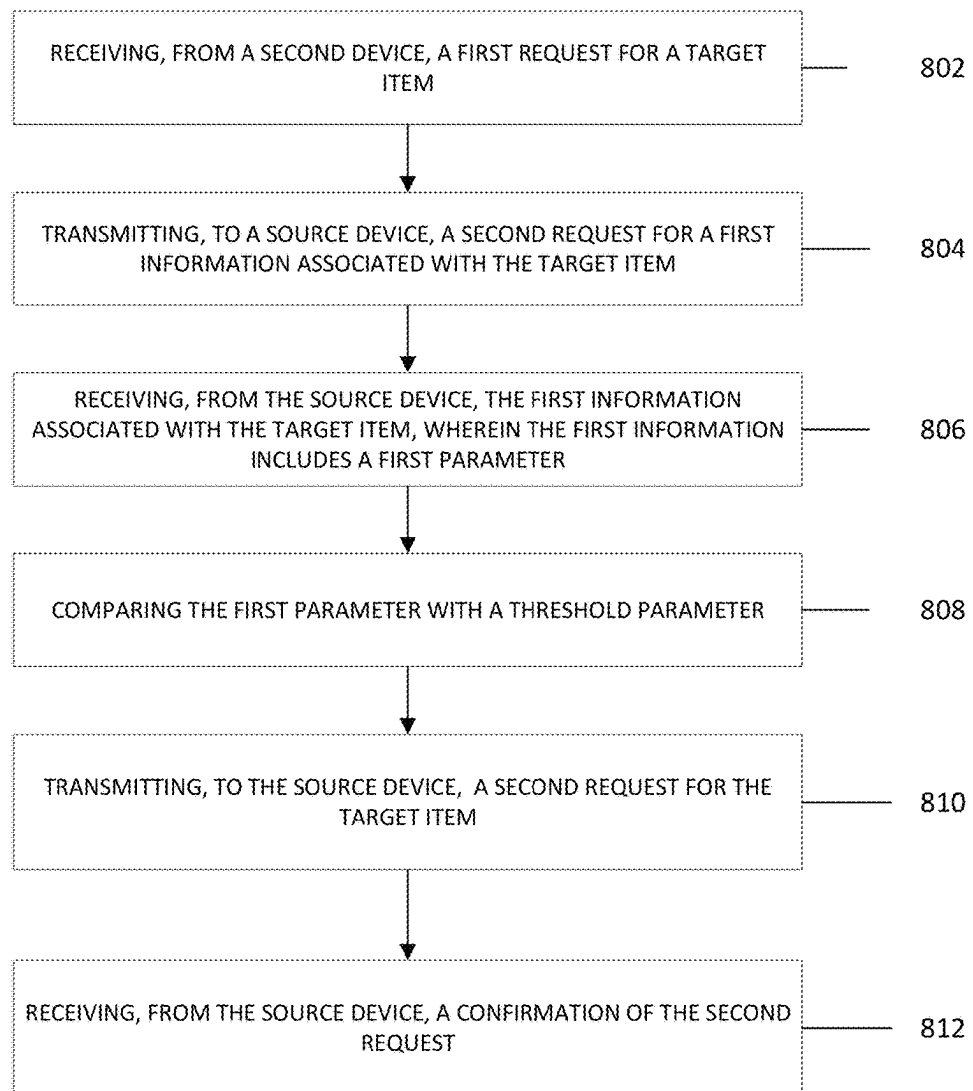 RECEIVING, FROM A SECOND DEVICE, A FIRST REQUEST FOR A TARGET
ITEM
802
TRANSMITTING, TO A SOURCE DEVICE, A SECOND REQUEST FOR A FIRST
INFORMATION ASSOCIATED WITH THE TARGET ITEM
804
RECEIVING, FROM THE SOURCE DEVICE, THE FIRST INFORMATION
ASSOCIATED WITH THE TARGET ITEM, WHEREIN THE FIRST INFORMATION
INCLUDES A FIRST PARAMETER
806
COMPARING THE FIRST PARAMETER WITH A THRESHOLD PARAMETER
808
TRANSMITTING, TO THE SOURCE DEVICE, A SECOND REQUEST FOR THE
TARGET ITEM
810
RECEIVING, FROM THE SOURCE DEVICE, A CONFIRMATION OF THE SECOND
REQUEST
812